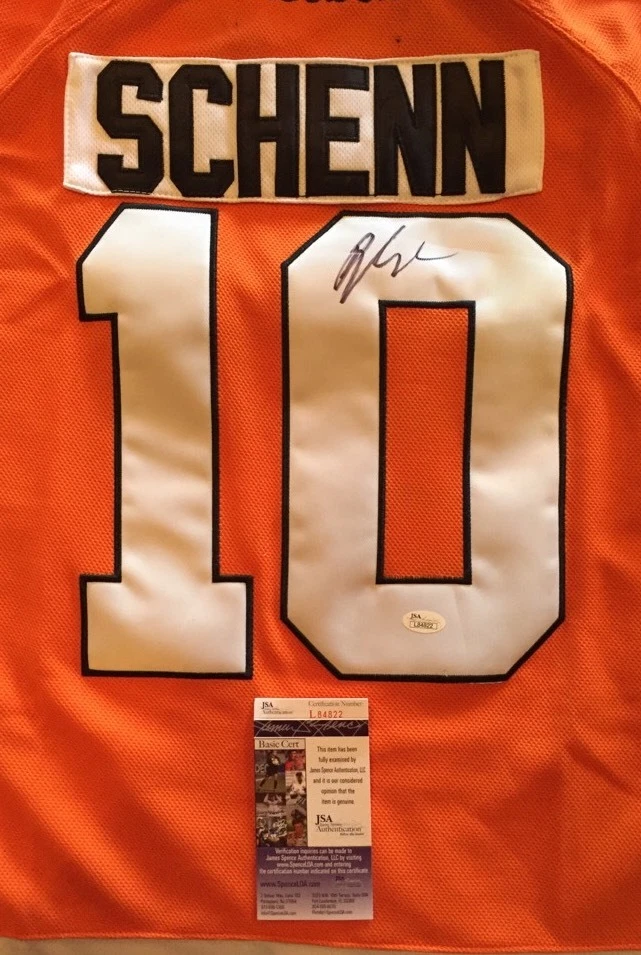 SCHENN
10
JSA
L84822
JSA
Certification Number
L84822
Basic Cert
This item has been
fully examined by
James Spence Authentication, LLC
and it is our considered
opinion that the
item is genuine.
JSA
Authentication
Verification inquiries can be made in
James Spence Authentication, LLC by visiting
www.SpenceLOA.com and entering
the certification number indicated on this certificate
www.SpenceLOA.com